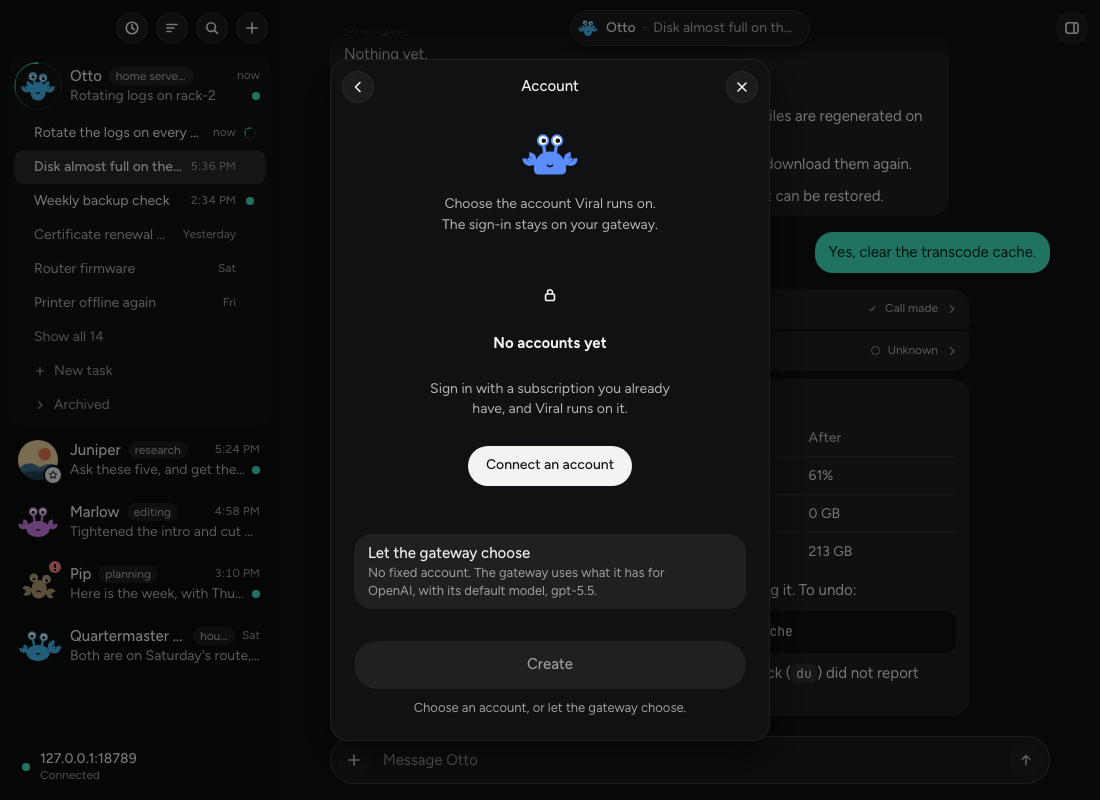 Otto · Disk almost full on th...
Otto home serve... now
Rotating logs on rack-2
Rotate the logs on every ... now
Disk almost full on the... 5:36 PM
Weekly backup check 2:34 PM
Certificate renewal ... Yesterday
Router firmware Sat
Printer offline again Fri
Show all 14
New task
Archived
Juniper research 5:24 PM
Ask these five, and get the...
Marlow editing 4:58 PM
Tightened the intro and cut ...
Pip planning 3:10 PM
Here is the week, with Thu...
Quartermaster ... hou... Sat
Both are on Saturday's route,...
127.0.0.1:18789
Connected
Nothing yet.
Account
Choose the account Viral runs on.
The sign-in stays on your gateway.
No accounts yet
Sign in with a subscription you already
have, and Viral runs on it.
Connect an account
Let the gateway choose
No fixed account. The gateway uses what it has for
OpenAI, with its default model, gpt-5.5.
Create
Choose an account, or let the gateway choose.
files are regenerated on
download them again.
can be restored.
Yes, clear the transcode cache.
Call made
Unknown
After
61%
0 GB
213 GB
g it. To undo:
che
ck ( du ) did not report
Message Otto